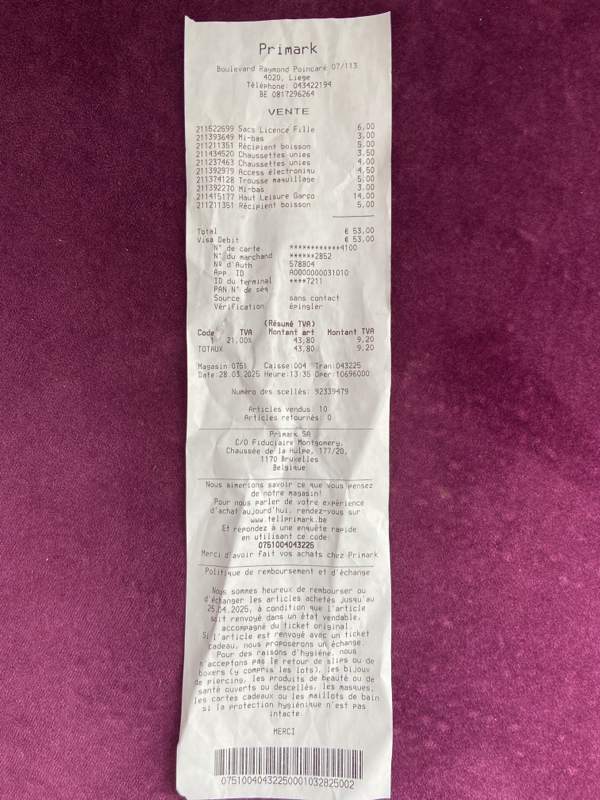 Primark
Boulevard Raymond Poincaré 07/113
4020, Liege
Téléphone: 043422194
BE 0817296264
VENTE
211522599 Sacs Licence Fille 6,00
211393649 Mi-bas 3,00
211211351 Récipient boisson 5,00
211434520 Chaussettes unies 3,50
211237463 Chaussettes unies 4,00
211392979 Access électroniqu 4,50
211374128 Trousse maquillage 5,00
211392270 Mi-bas 3,00
211415177 Haut Leisure Garço 14,00
211211351 Récipient boisson 5,00
Total € 53,00
Visa Debit € 53,00
N° de carte. ************4100
N° du marchand ******2852
Nº d'Auth 578804
App. ID A0000000031010
ID du terminal ****7211
PAN N° de séq
Source sans contact
Vérification épingler
(Résumé TVA)
Code TVA Montant art Montant TVA
1 21.00% 43,80 9,20
TOTAUX 43,80 9,20
Magasin:0751 Caisse:004 Tran:043225
Date:28.03.2025 Heure:13:35 Oper:10696000
Numéro des scellés: 92339479
Articles vendus: 10
Articles retournés: 0
Primark SA
C/O Fiduciaire Montgomery,
Chaussée de la Hulpe, 177/20,
1170 Bruxelles
Belgique
Nous aimerions savoir ce que vous pensez
de notre magasin!
Pour nous parler de votre expérience
d'achat aujourd'hui, rendez-vous sur:
www.tellprimark.be
Et répondez à une enquête rapide
en utilisant ce code:
0751004043225
Merci d'avoir fait vos achats chez Primark
Politique de remboursement et d'échange
Nous sommes heureux de rembourser ou
d'échanger les articles achetés jusqu'au
25.04.2025, à condition que l'article
soit renvoyé dans un état vendable,
accompagné du ticket original.
Si l'article est renvoyé avec un ticket
cadeau, nous proposerons un échange
Pour des raisons d'hygiène, nous
n'acceptons pas le retour de slips ou de
boxers (y compris les lots), les bijoux
de piercing, les produits de beauté ou de
santé ouverts ou descellés, les masques,
les cartes cadeaux ou les maillots de bain
si la protection hygiénique n'est pas
intacte.
MERCI
07510040432250001032825002